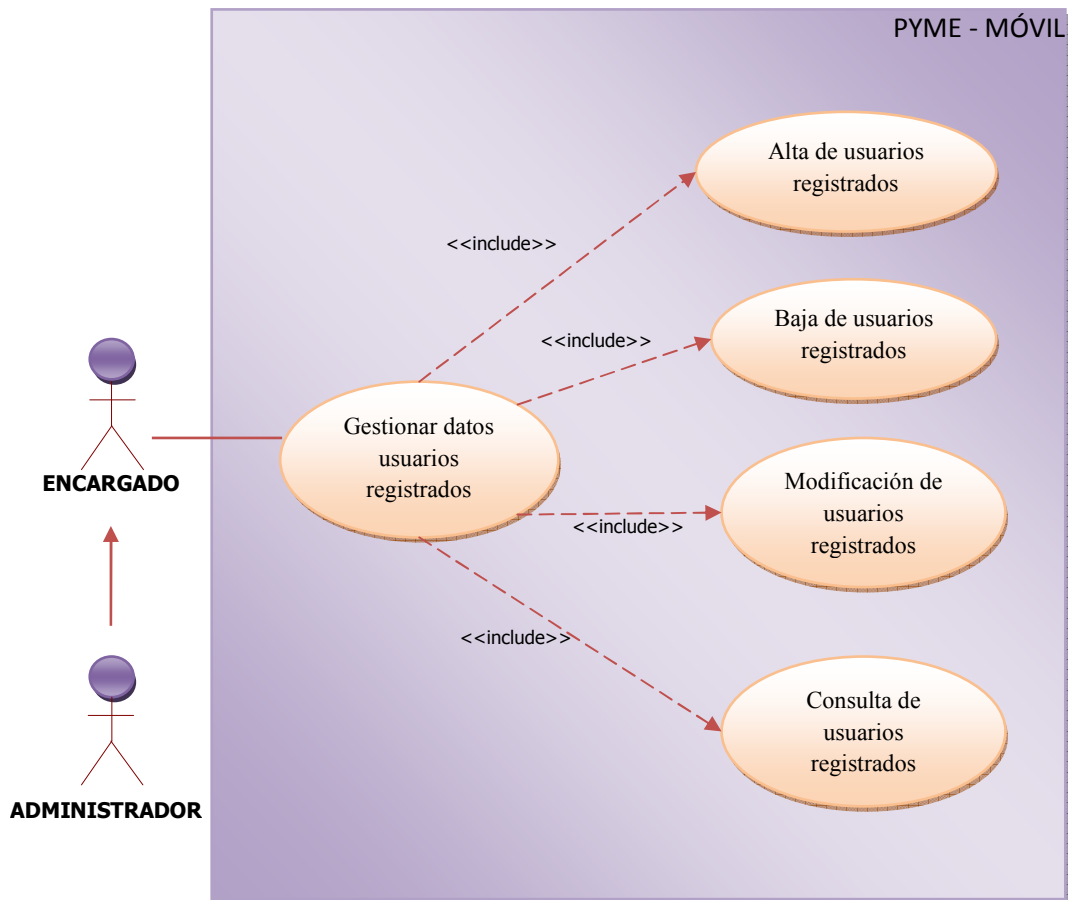 PYME - MÓVIL
Alta de usuarios
registrados
<<include>>
Baja de usuarios
registrados
<<include>>
Gestionar datos
usuarios
registrados
ENCARGADO
Modificación de
usuarios
registrados
<<include>>
<<include>>
Consulta de
usuarios
registrados
ADMINISTRADOR